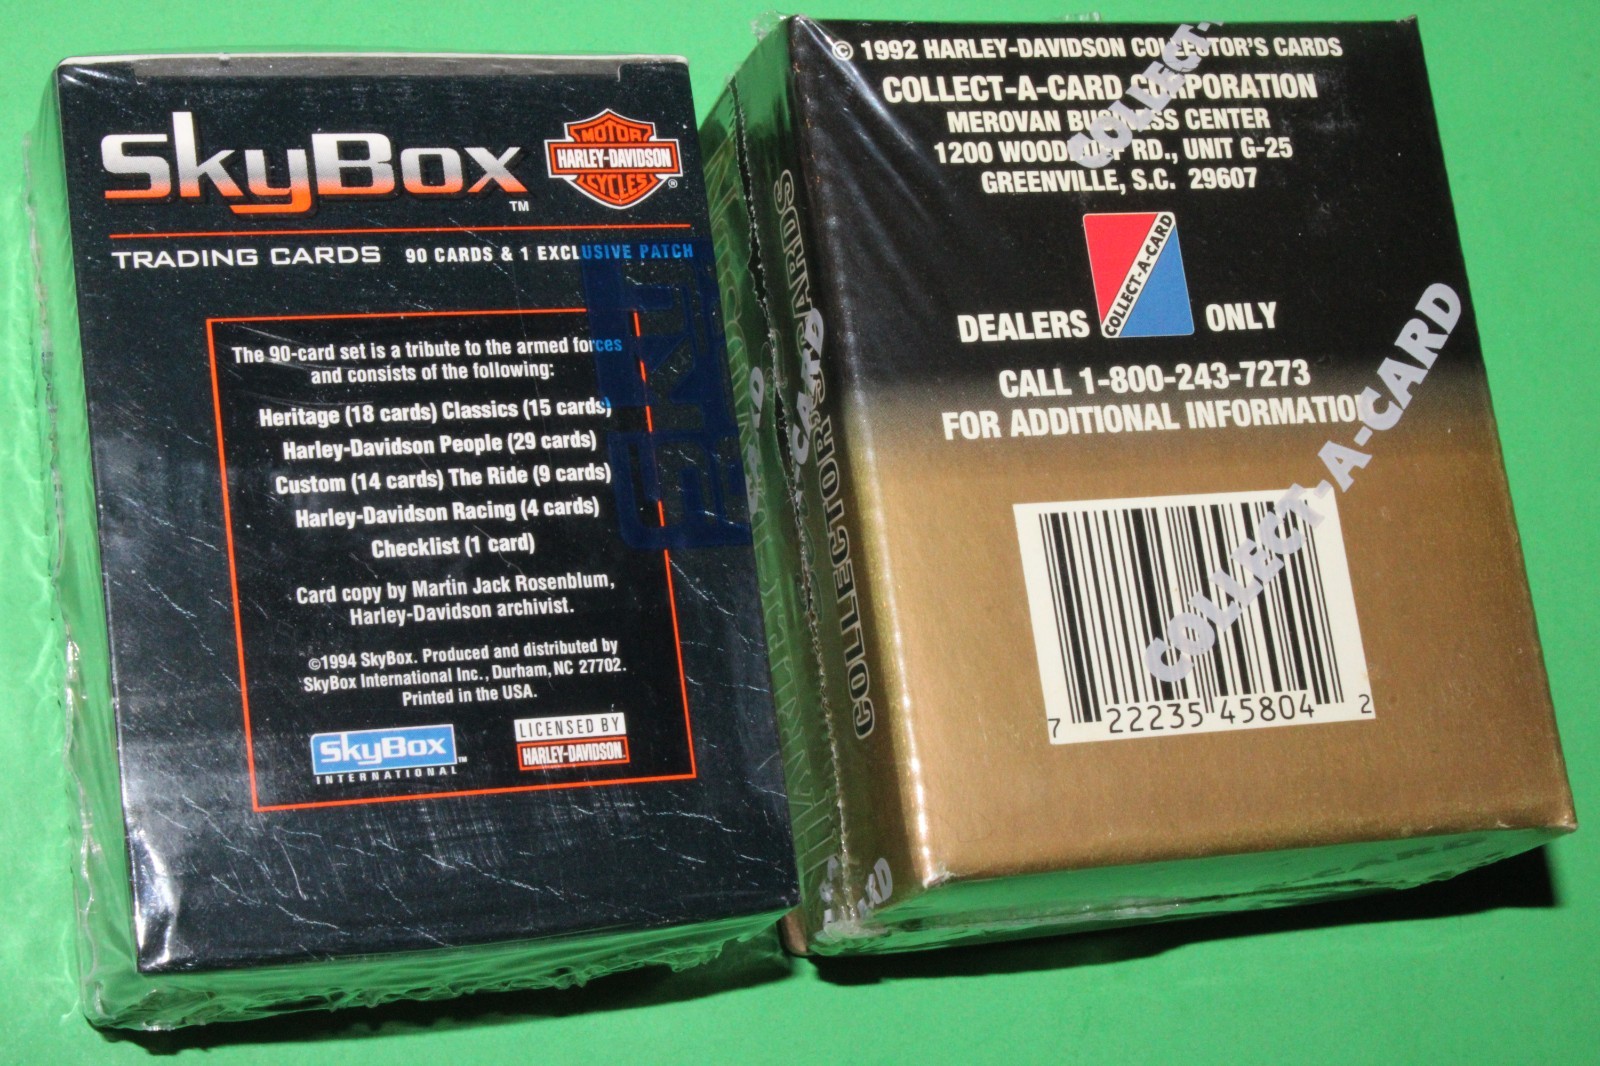 SkyBox TM
MOTOR
HARLEY-DAVIDSON
CYCLES ®
TRADING CARDS 90 CARDS & 1 EXCLUSIVE PATCH
The 90-card set is a tribute to the armed forces
and consists of the following:
Heritage (18 cards) Classics (15 cards)
Harley-Davidson People (29 cards)
Custom (14 cards) The Ride (9 cards)
Harley-Davidson Racing (4 cards)
Checklist (1 card)
Card copy by Martin Jack Rosenblum,
Harley-Davidson archivist.
©1994 SkyBox. Produced and distributed by
SkyBox International Inc., Durham, NC 27702.
Printed in the USA.
SkyBox TM
INTERNATIONAL
LICENSED BY
HARLEY-DAVIDSON
COLLECTOR'S CARDS
© 1992 HARLEY-DAVIDSON COLLECTOR'S CARDS
COLLECT-A-CARD CORPORATION
MEROVAN BUSINESS CENTER
1200 WOODRUFF RD., UNIT G-25
GREENVILLE, S.C. 29607
COLLECT-A-CARD
DEALERS ONLY
CALL 1-800-243-7273
FOR ADDITIONAL INFORMATION
COLLECT-A-CARD
7 22235 45804 2